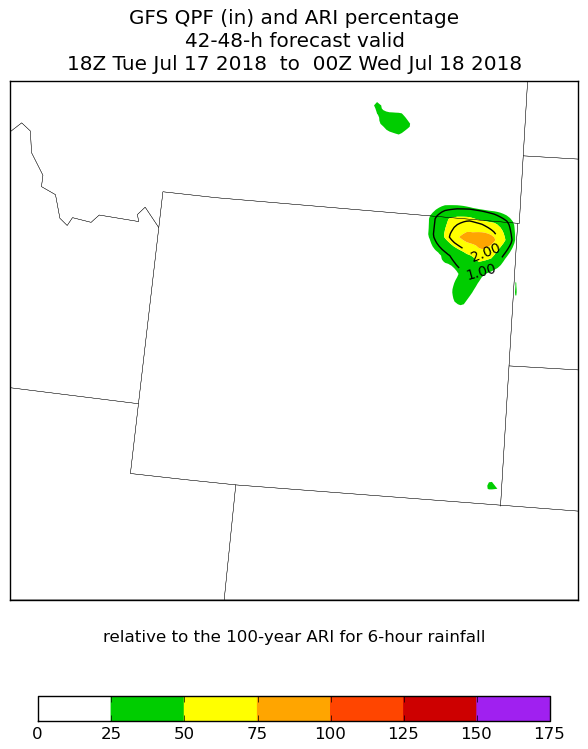 GFS QPF (in) and ARI percentage
42-48-h forecast valid
18Z Tue Jul 17 2018  to  00Z Wed Jul 18 2018
2.00
1.00
relative to the 100-year ARI for 6-hour rainfall
0 25 50 75 100 125 150 175